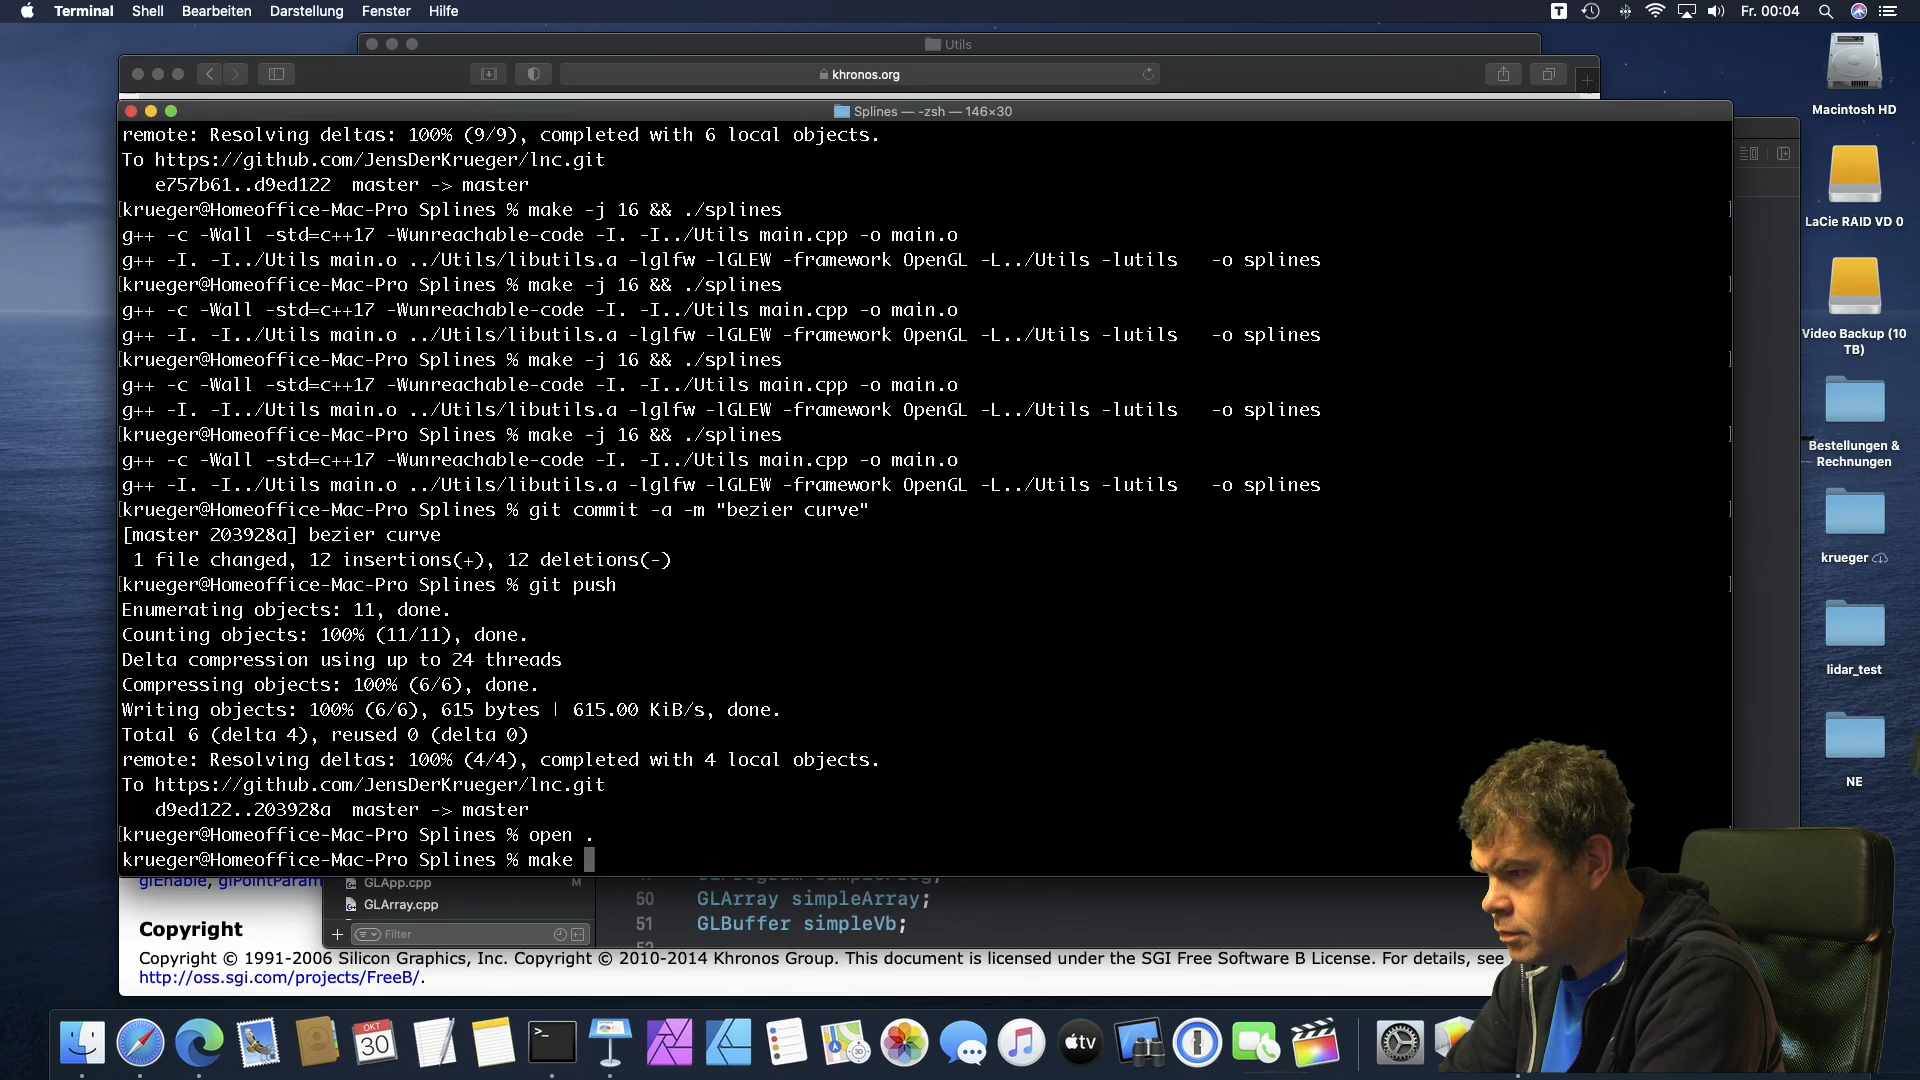 Terminal Shell Bearbeiten Darstellung Fenster Hilfe
Fr. 00:04
Utils
khronos.org
Splines — -zsh — 146×30
remote: Resolving deltas: 100% (9/9), completed with 6 local objects.
To https://github.com/JensDerKrueger/lnc.git
e757b61..d9ed122 master -> master
krueger@Homeoffice-Mac-Pro Splines % make -j 16 && ./splines
g++ -c -Wall -std=c++17 -Wunreachable-code -I. -I../Utils main.cpp -o main.o
g++ -I. -I../Utils main.o ../Utils/libutils.a -lglfw -lGLEW -framework OpenGL -L../Utils -lutils -o splines
krueger@Homeoffice-Mac-Pro Splines % make -j 16 && ./splines
g++ -c -Wall -std=c++17 -Wunreachable-code -I. -I../Utils main.cpp -o main.o
g++ -I. -I../Utils main.o ../Utils/libutils.a -lglfw -lGLEW -framework OpenGL -L../Utils -lutils -o splines
krueger@Homeoffice-Mac-Pro Splines % make -j 16 && ./splines
g++ -c -Wall -std=c++17 -Wunreachable-code -I. -I../Utils main.cpp -o main.o
g++ -I. -I../Utils main.o ../Utils/libutils.a -lglfw -lGLEW -framework OpenGL -L../Utils -lutils -o splines
krueger@Homeoffice-Mac-Pro Splines % make -j 16 && ./splines
g++ -c -Wall -std=c++17 -Wunreachable-code -I. -I../Utils main.cpp -o main.o
g++ -I. -I../Utils main.o ../Utils/libutils.a -lglfw -lGLEW -framework OpenGL -L../Utils -lutils -o splines
krueger@Homeoffice-Mac-Pro Splines % git commit -a -m "bezier curve"
[master 203928a] bezier curve
1 file changed, 12 insertions(+), 12 deletions(-)
krueger@Homeoffice-Mac-Pro Splines % git push
Enumerating objects: 11, done.
Counting objects: 100% (11/11), done.
Delta compression using up to 24 threads
Compressing objects: 100% (6/6), done.
Writing objects: 100% (6/6), 615 bytes | 615.00 KiB/s, done.
Total 6 (delta 4), reused 0 (delta 0)
remote: Resolving deltas: 100% (4/4), completed with 4 local objects.
To https://github.com/JensDerKrueger/lnc.git
d9ed122..203928a master -> master
krueger@Homeoffice-Mac-Pro Splines % open .
krueger@Homeoffice-Mac-Pro Splines % make
glEnable, glPointParam
GLApp.cpp M
GLArray.cpp
Filter
50 GLArray simpleArray;
51 GLBuffer simpleVb;
Copyright
Copyright © 1991-2006 Silicon Graphics, Inc. Copyright © 2010-2014 Khronos Group. This document is licensed under the SGI Free Software B License. For details, see
http://oss.sgi.com/projects/FreeB/.
Macintosh HD
LaCie RAID VD 0
Video Backup (10
TB)
Bestellungen &
Rechnungen
krueger
lidar_test
NE
OKT
30
tv